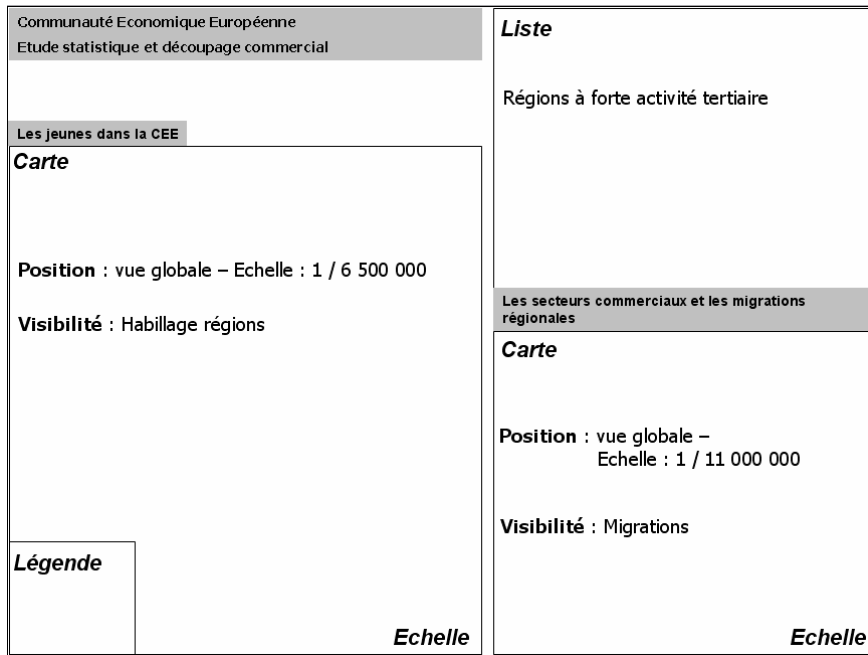 Communauté Economique Européenne
Etude statistique et découpage commercial
Les jeunes dans la CEE
Carte
Position : vue globale – Echelle : 1 / 6 500 000
Visibilité : Habillage régions
Légende
Echelle
Liste
Régions à forte activité tertiaire
Les secteurs commerciaux et les migrations
régionales
Carte
Position : vue globale –
Echelle : 1 / 11 000 000
Visibilité : Migrations
Echelle